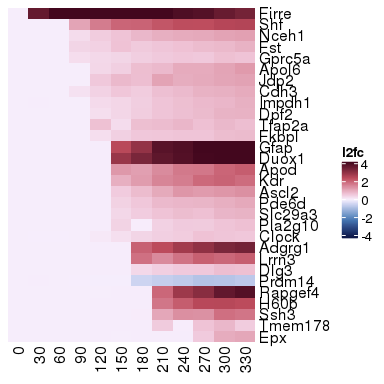 Firre
Shf
Nceh1
Fst
Gprc5a
Apol6
Jdp2
Cdh3
Impdh1
Dpf2
Tfap2a
Fkbpl
Gfap
Duox1
Apod
Kdr
Ascl2
Pde6d
Slc29a3
Pla2g10
Clock
Adgrg1
Lrrn3
Dlg3
Prdm14
Rapgef4
Ssh3
Tmem178
Epx
0 30 60 90 120 150 180 210 240 270 300 330
l2fc
4
2
0
-2
-4